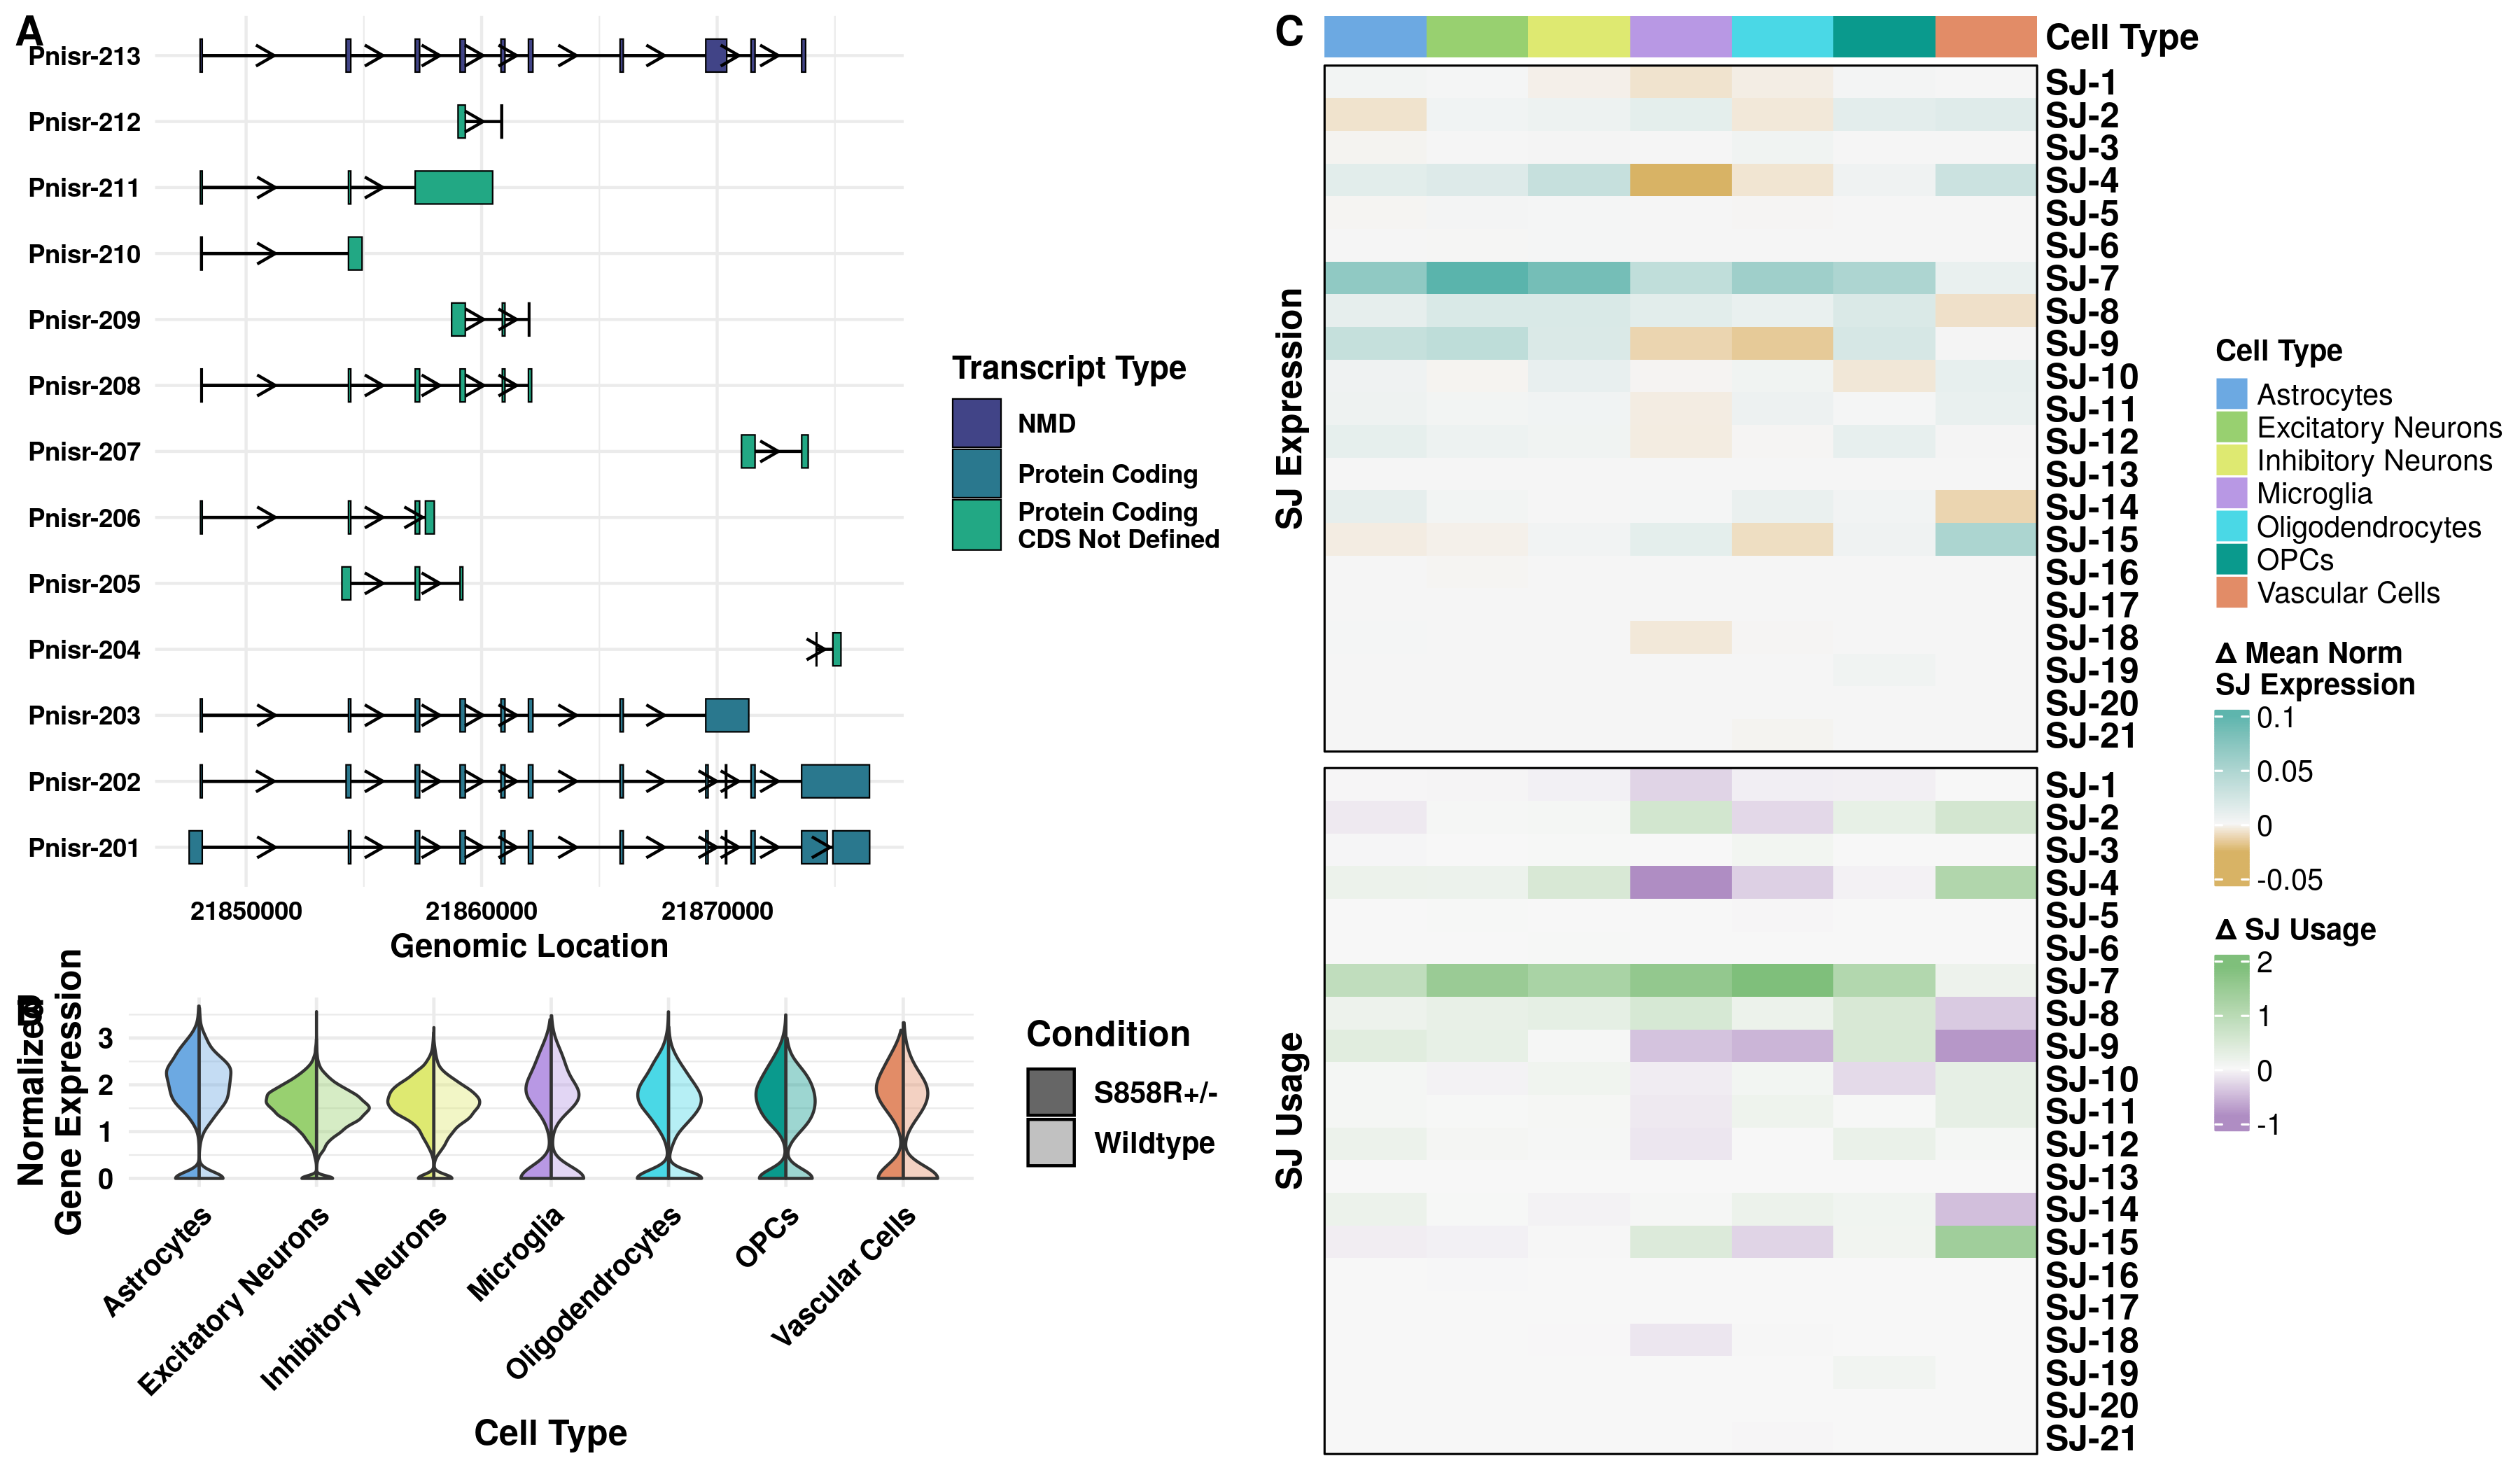 A
Pnisr-213
Pnisr-212
Pnisr-211
Pnisr-210
Pnisr-209
Pnisr-208
Pnisr-207
Pnisr-206
Pnisr-205
Pnisr-204
Pnisr-203
Pnisr-202
Pnisr-201
21850000 21860000 21870000
Genomic Location
Transcript Type
NMD
Protein Coding
Protein Coding
CDS Not Defined
B
Normalized
Gene Expression
3
2
1
0
Astrocytes
Excitatory Neurons
Inhibitory Neurons
Microglia
Oligodendrocytes
OPCs
Vascular Cells
Cell Type
Condition
S858R+/-
Wildtype
C
Cell Type
SJ Expression
SJ-1
SJ-2
SJ-3
SJ-4
SJ-5
SJ-6
SJ-7
SJ-8
SJ-9
SJ-10
SJ-11
SJ-12
SJ-13
SJ-14
SJ-15
SJ-16
SJ-17
SJ-18
SJ-19
SJ-20
SJ-21
SJ Usage
SJ-1
SJ-2
SJ-3
SJ-4
SJ-5
SJ-6
SJ-7
SJ-8
SJ-9
SJ-10
SJ-11
SJ-12
SJ-13
SJ-14
SJ-15
SJ-16
SJ-17
SJ-18
SJ-19
SJ-20
SJ-21
Cell Type
Astrocytes
Excitatory Neurons
Inhibitory Neurons
Microglia
Oligodendrocytes
OPCs
Vascular Cells
Δ Mean Norm
SJ Expression
0.1
0.05
0
-0.05
Δ SJ Usage
2
1
0
-1